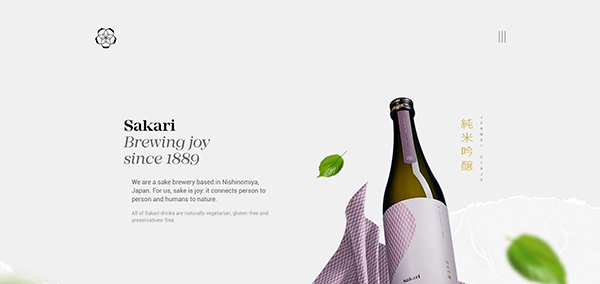 Sakari
Brewing joy
since 1889
We are a sake brewery based in Nishinomiya,
Japan. For us, sake is joy: it connects person to
person and humans to nature.
All of Sakari drinks are naturally vegetarian, gluten-free and
preservatives-free.
純米吟醸
Sakari